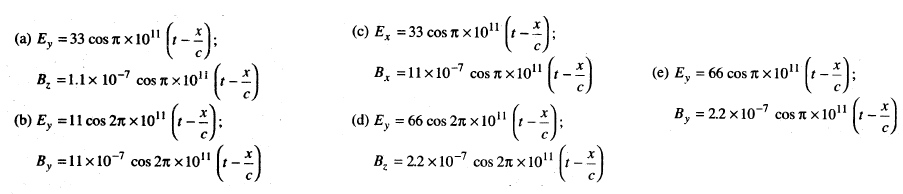 (a) E_y = 33 cos π × 10^11 (t − x/c);
B_z = 1.1 × 10^−7 cos π × 10^11 (t − x/c)
(b) E_y = 11 cos 2π × 10^11 (t − x/c);
B_y = 11 × 10^−7 cos 2π × 10^11 (t − x/c)
(c) E_x = 33 cos π × 10^11 (t − x/c);
B_x = 11 × 10^−7 cos π × 10^11 (t − x/c)
(d) E_y = 66 cos 2π × 10^11 (t − x/c);
B_z = 2.2 × 10^−7 cos 2π × 10^11 (t − x/c)
(e) E_y = 66 cos π × 10^11 (t − x/c);
B_y = 2.2 × 10^−7 cos π × 10^11 (t − x/c)